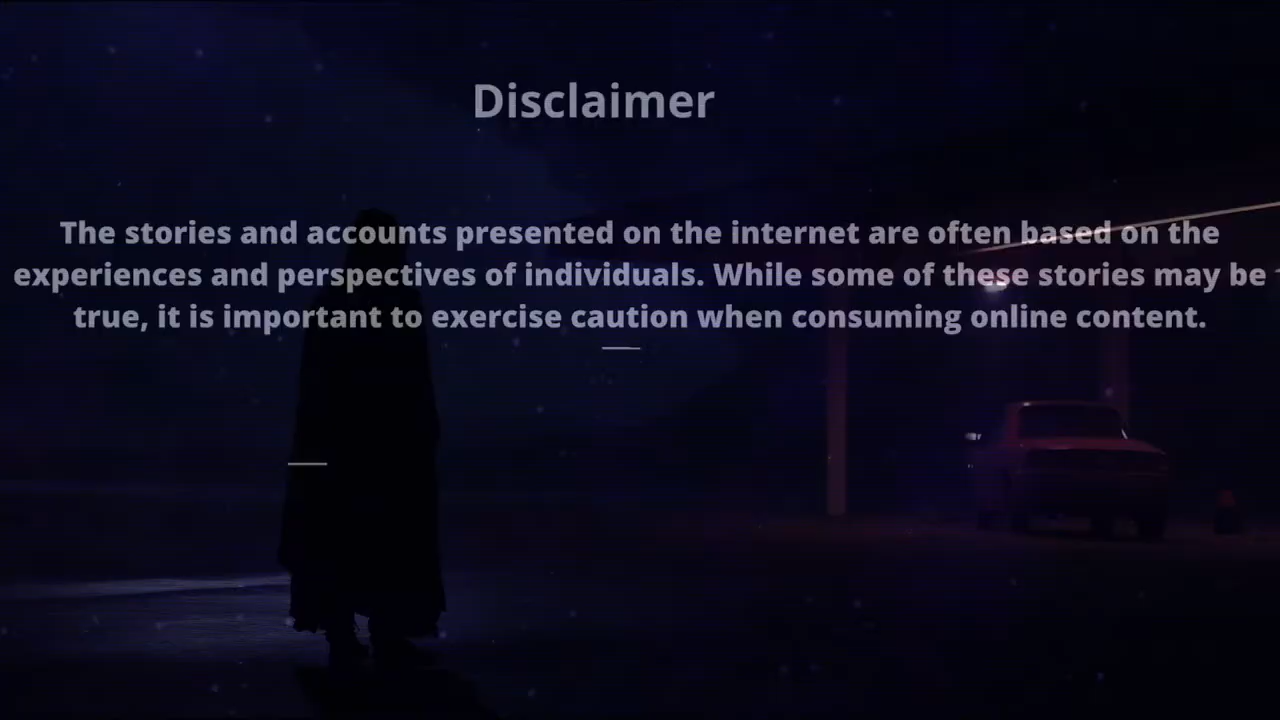 Disclaimer
The stories and accounts presented on the internet are often based on the
experiences and perspectives of individuals. While some of these stories may be
true, it is important to exercise caution when consuming online content.